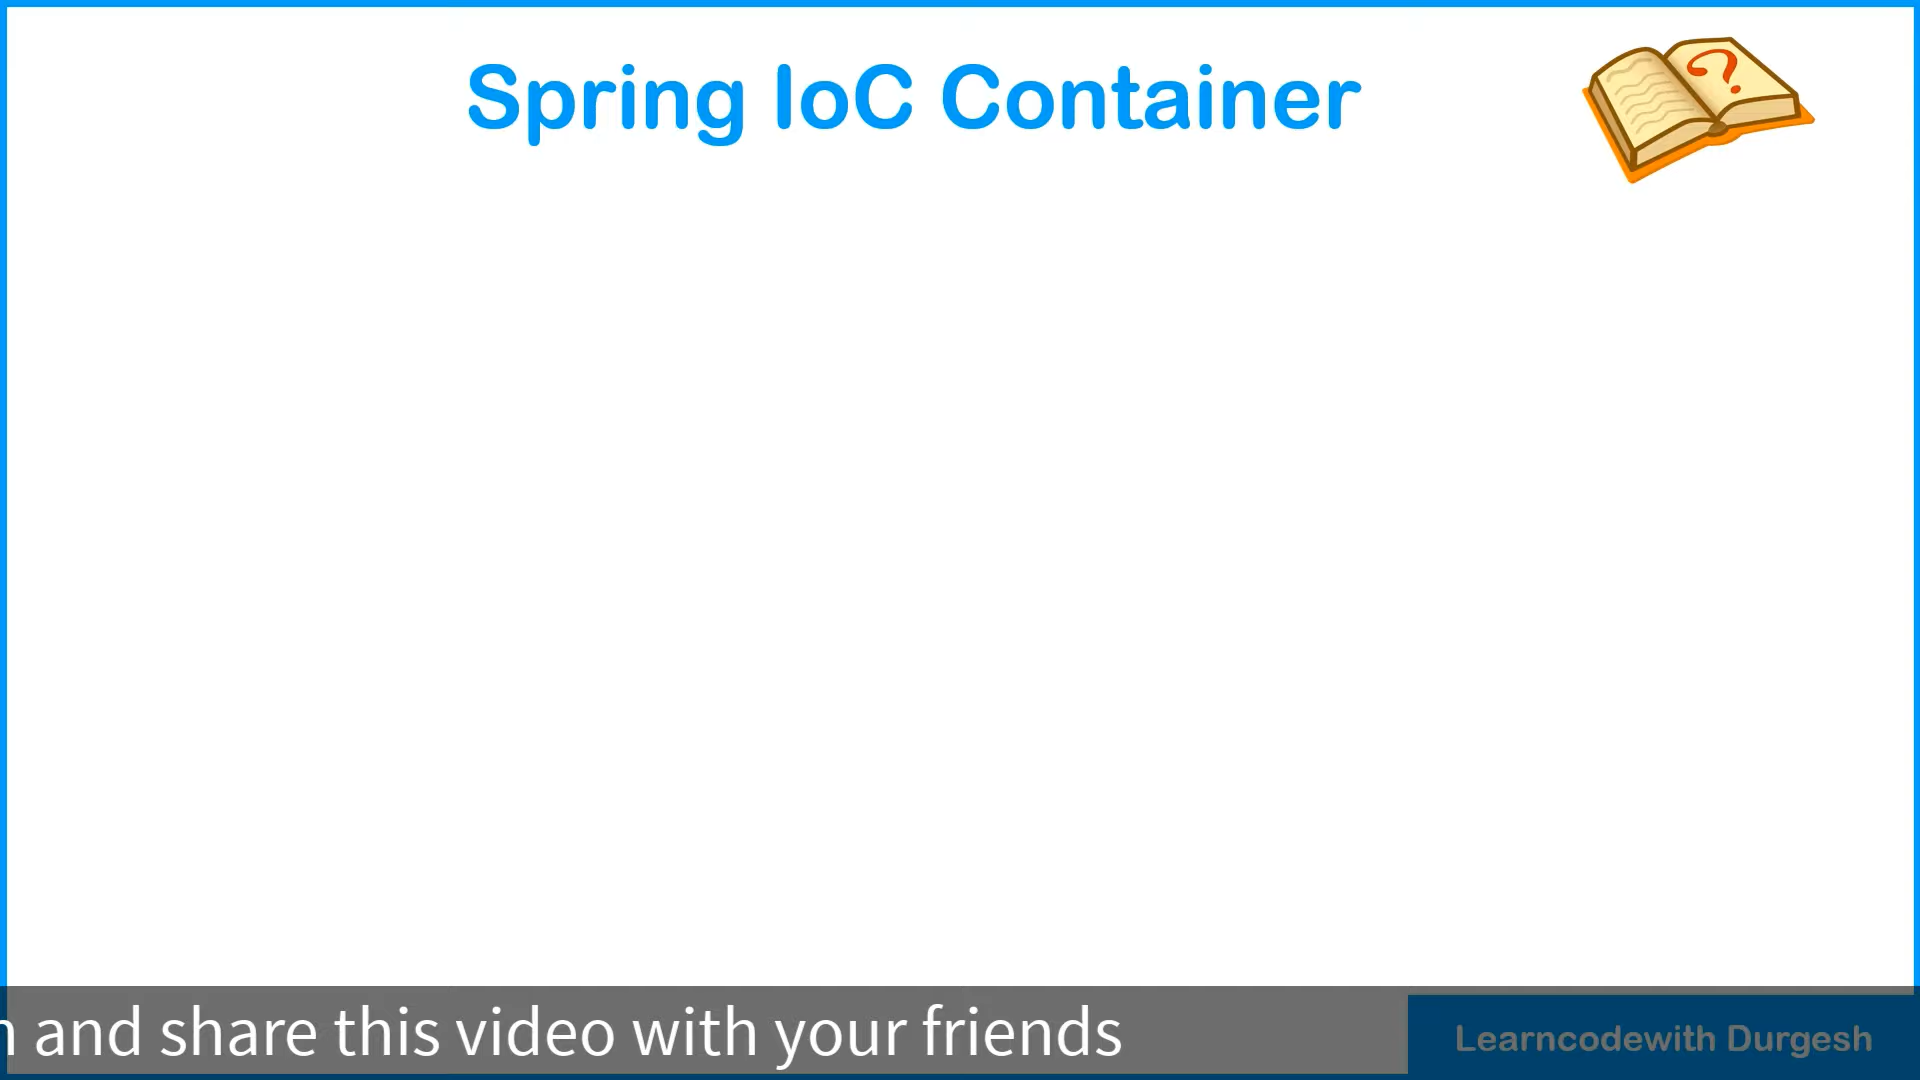 Spring IoC Container
?
and share this video with your friends
Learncodewith Durgesh